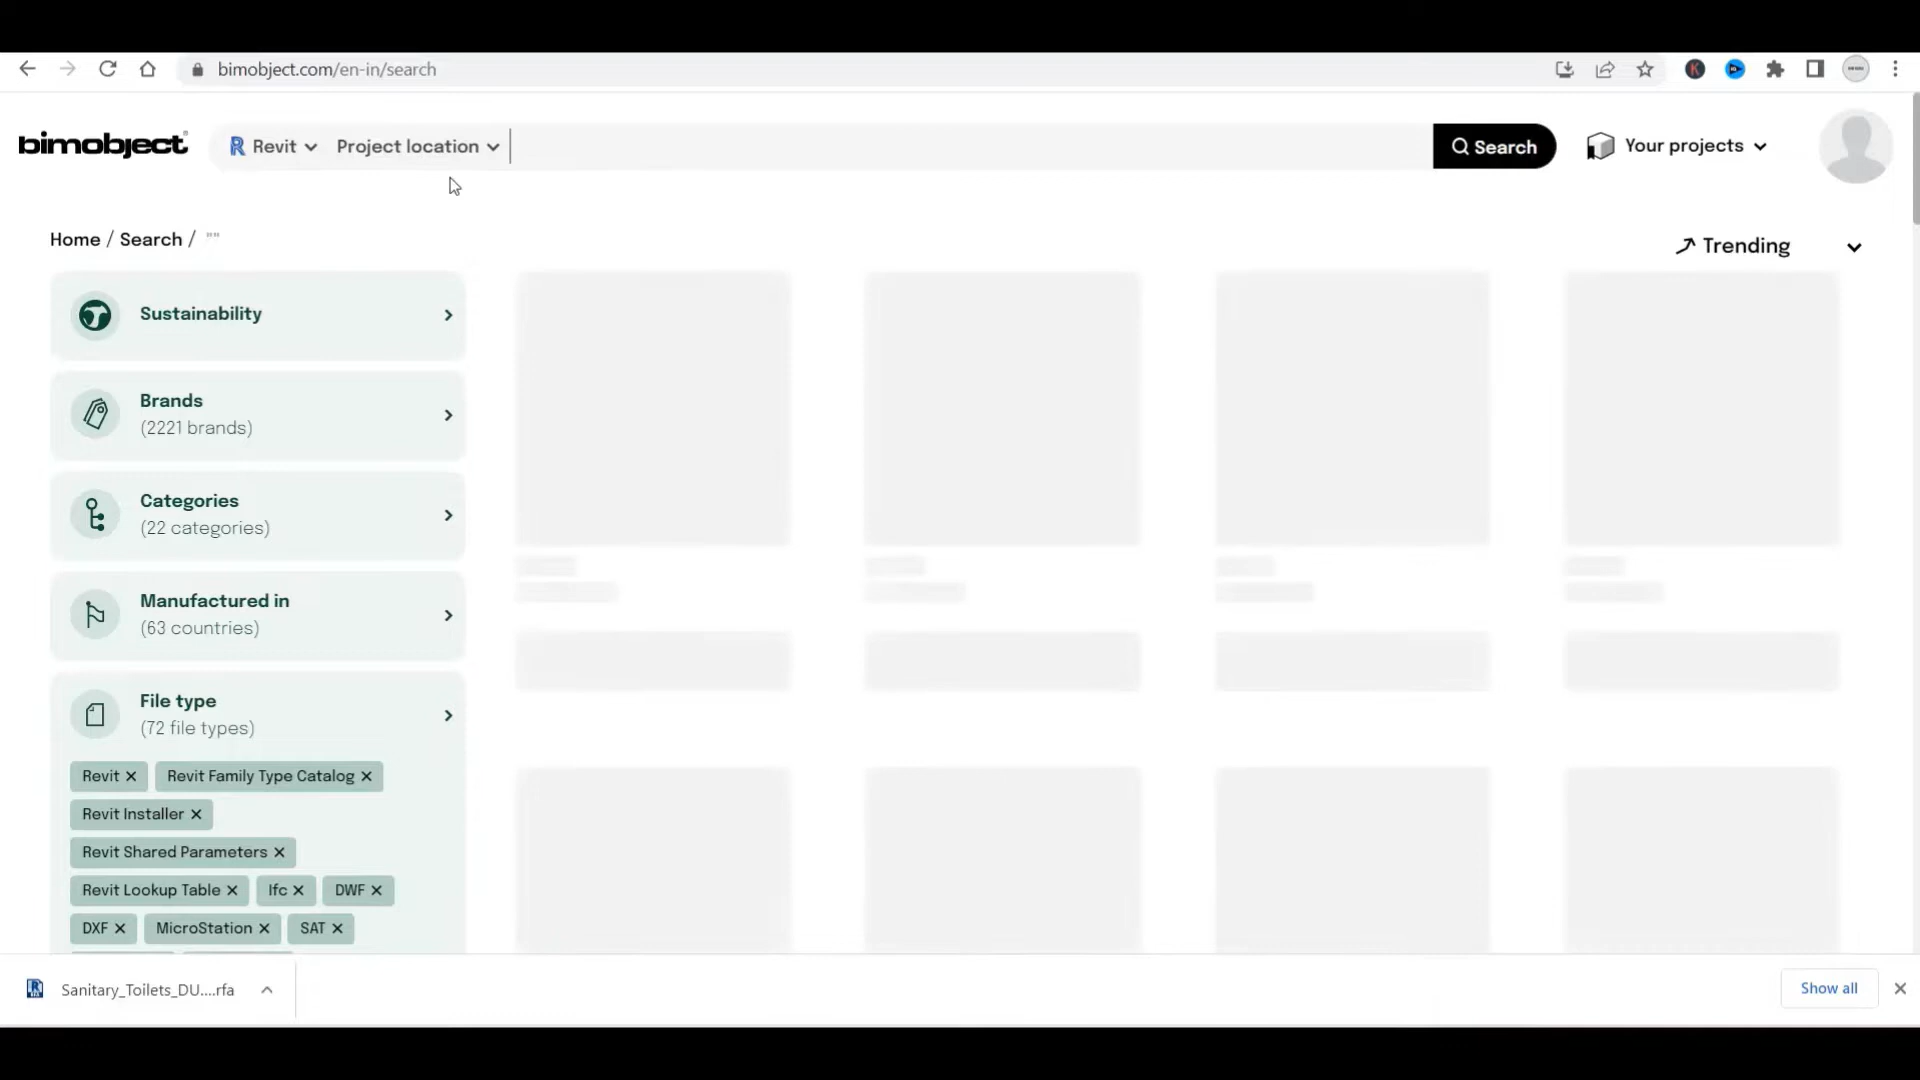 bimobject.com/en-in/search
bimobject® Revit Project location Search Your projects
Home / Search / ""
Trending
Sustainability
Brands
(2221 brands)
Categories
(22 categories)
Manufactured in
(63 countries)
File type
(72 file types)
Revit × Revit Family Type Catalog ×
Revit Installer ×
Revit Shared Parameters ×
Revit Lookup Table × Ifc × DWF ×
DXF × MicroStation × SAT ×
Sanitary_Toilets_DU....rfa
Show all